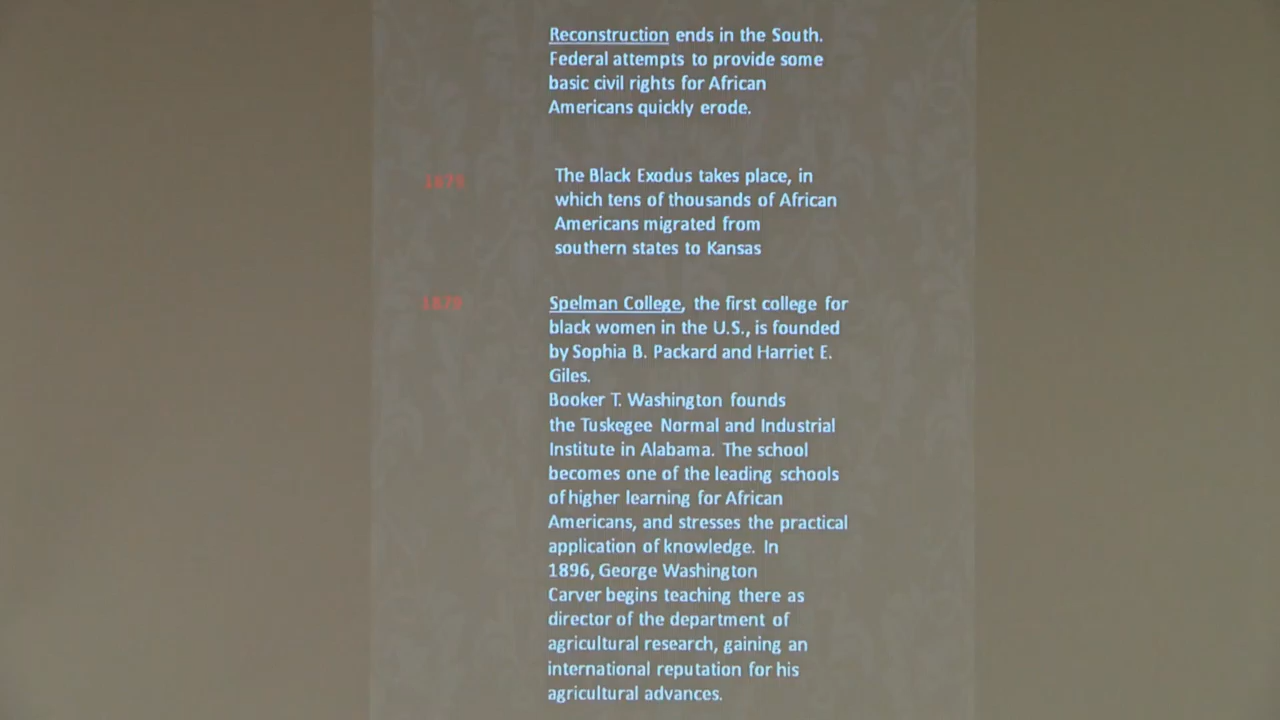 Reconstruction ends in the South.
Federal attempts to provide some
basic civil rights for African
Americans quickly erode.
The Black Exodus takes place, in
which tens of thousands of African
Americans migrated from
southern states to Kansas
1879
Spelman College, the first college for
black women in the U.S., is founded
by Sophia B. Packard and Harriet E.
Giles.
Booker T. Washington founds
the Tuskegee Normal and Industrial
Institute in Alabama. The school
becomes one of the leading schools
of higher learning for African
Americans, and stresses the practical
application of knowledge. In
1896, George Washington
Carver begins teaching there as
director of the department of
agricultural research, gaining an
international reputation for his
agricultural advances.